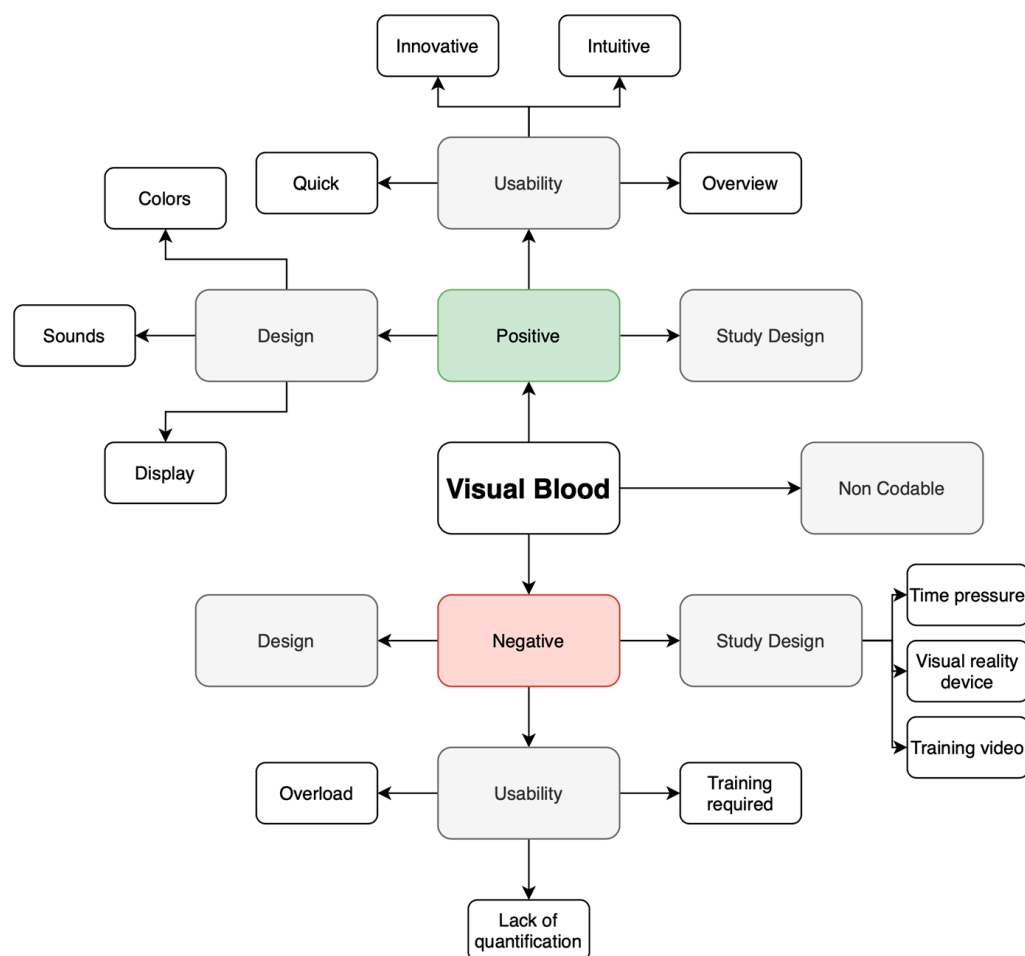 Innovative
Intuitive
Quick
Usability
Overview
Colors
Sounds
Design
Positive
Study Design
Display
Visual Blood
Non Codable
Time pressure
Design
Negative
Study Design
Visual reality
device
Training video
Overload
Usability
Training
required
Lack of
quantification